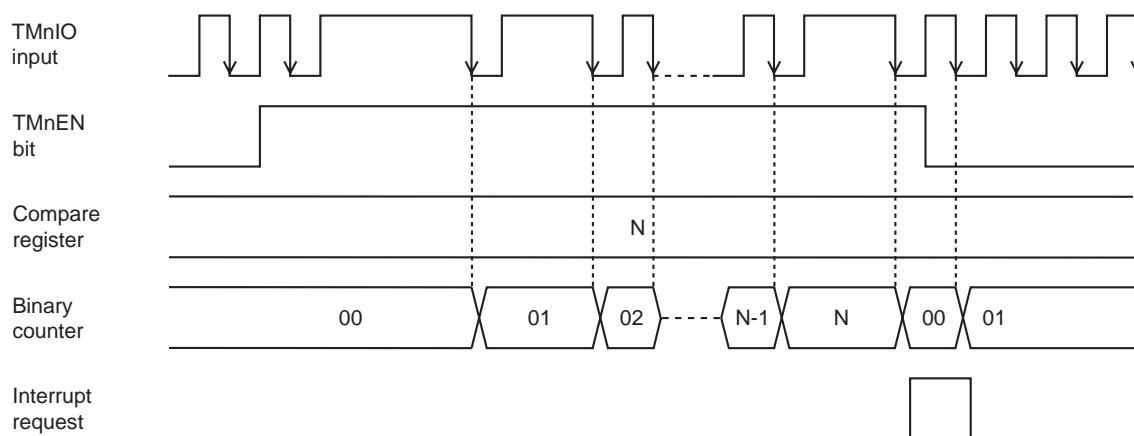 TMnIO
input
TMnEN
bit
Compare
register
N
Binary
counter
00 01 02 N-1 N 00 01
Interrupt
request